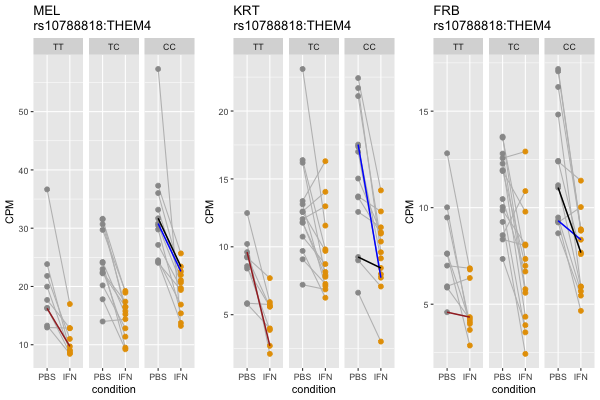 MEL
rs10788818:THEM4
TT TC CC
CPM
50
40
30
20
10
PBS IFN PBS IFN PBS IFN
condition
KRT
rs10788818:THEM4
TT TC CC
CPM
20
15
10
5
PBS IFN PBS IFN PBS IFN
condition
FRB
rs10788818:THEM4
TT TC CC
CPM
15
10
5
PBS IFN PBS IFN PBS IFN
condition